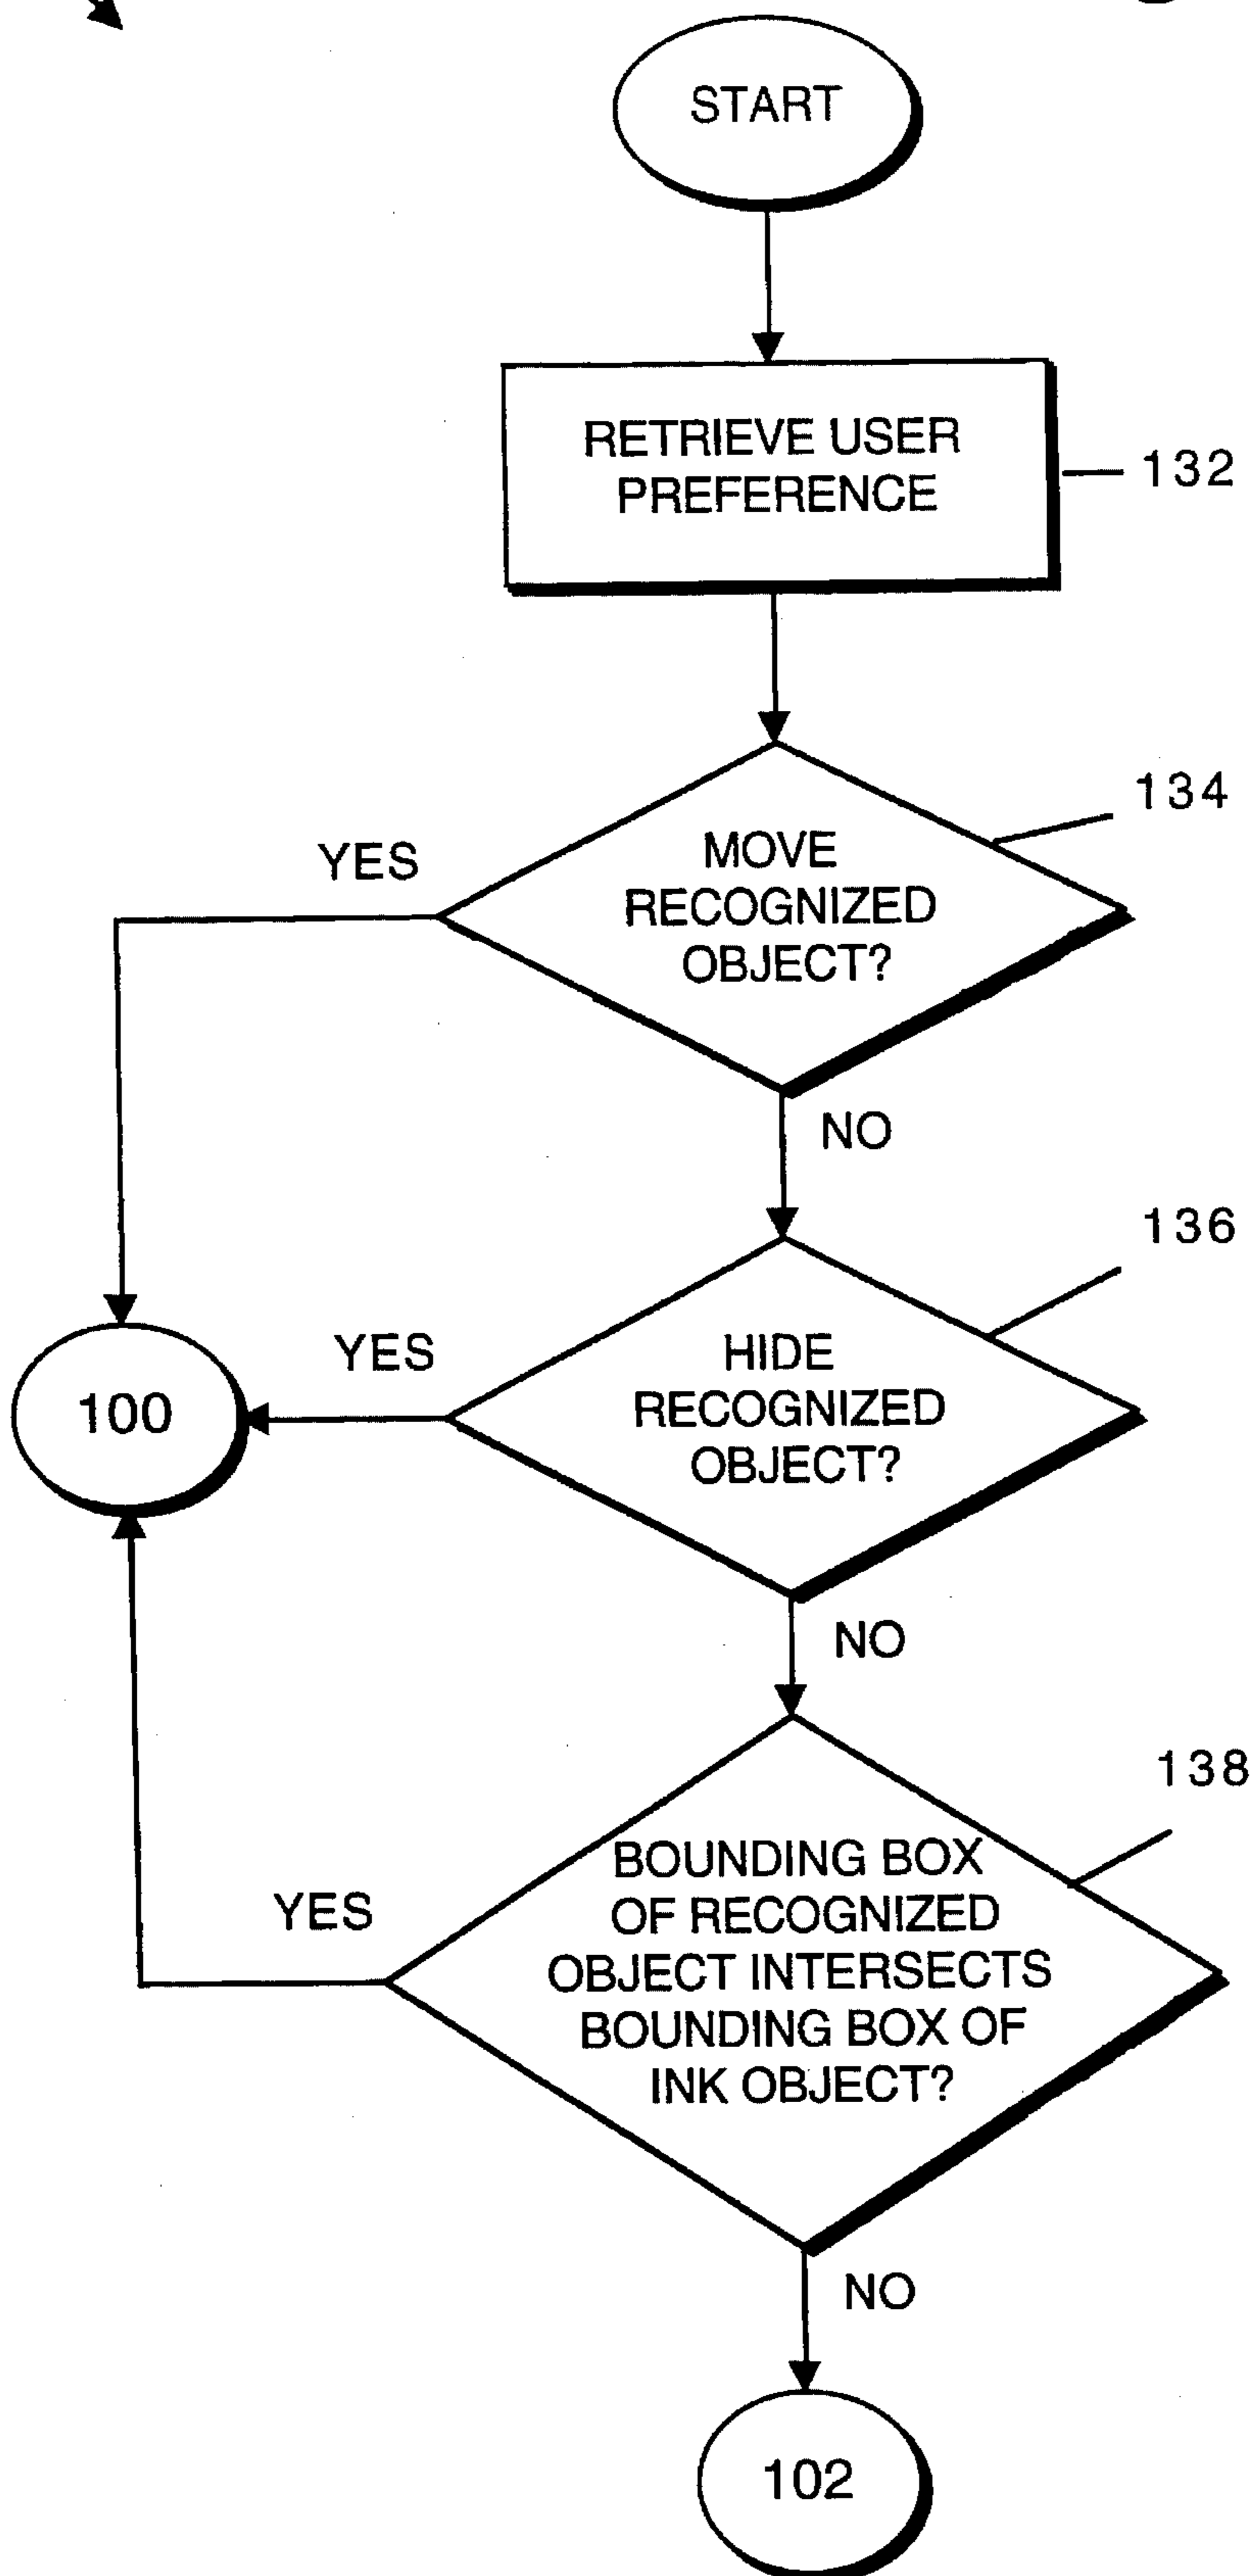 START
RETRIEVE USER
PREFERENCE
132
134
MOVE
RECOGNIZED
OBJECT?
YES
NO
136
HIDE
RECOGNIZED
OBJECT?
YES
100
NO
138
BOUNDING BOX
OF RECOGNIZED
OBJECT INTERSECTS
BOUNDING BOX OF
INK OBJECT?
YES
NO
102